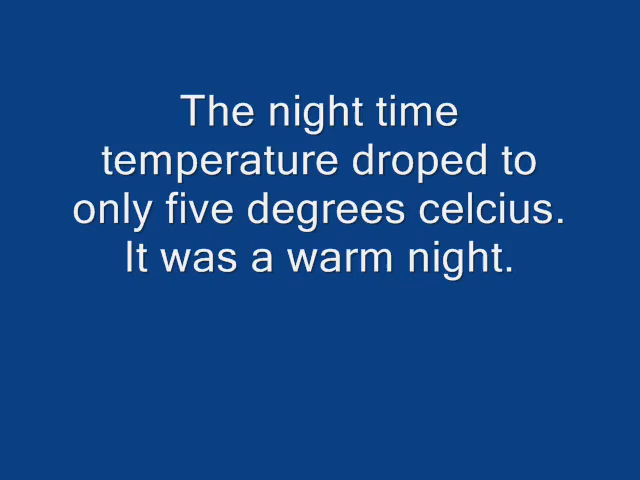 The night time
temperature droped to
only five degrees celcius.
It was a warm night.